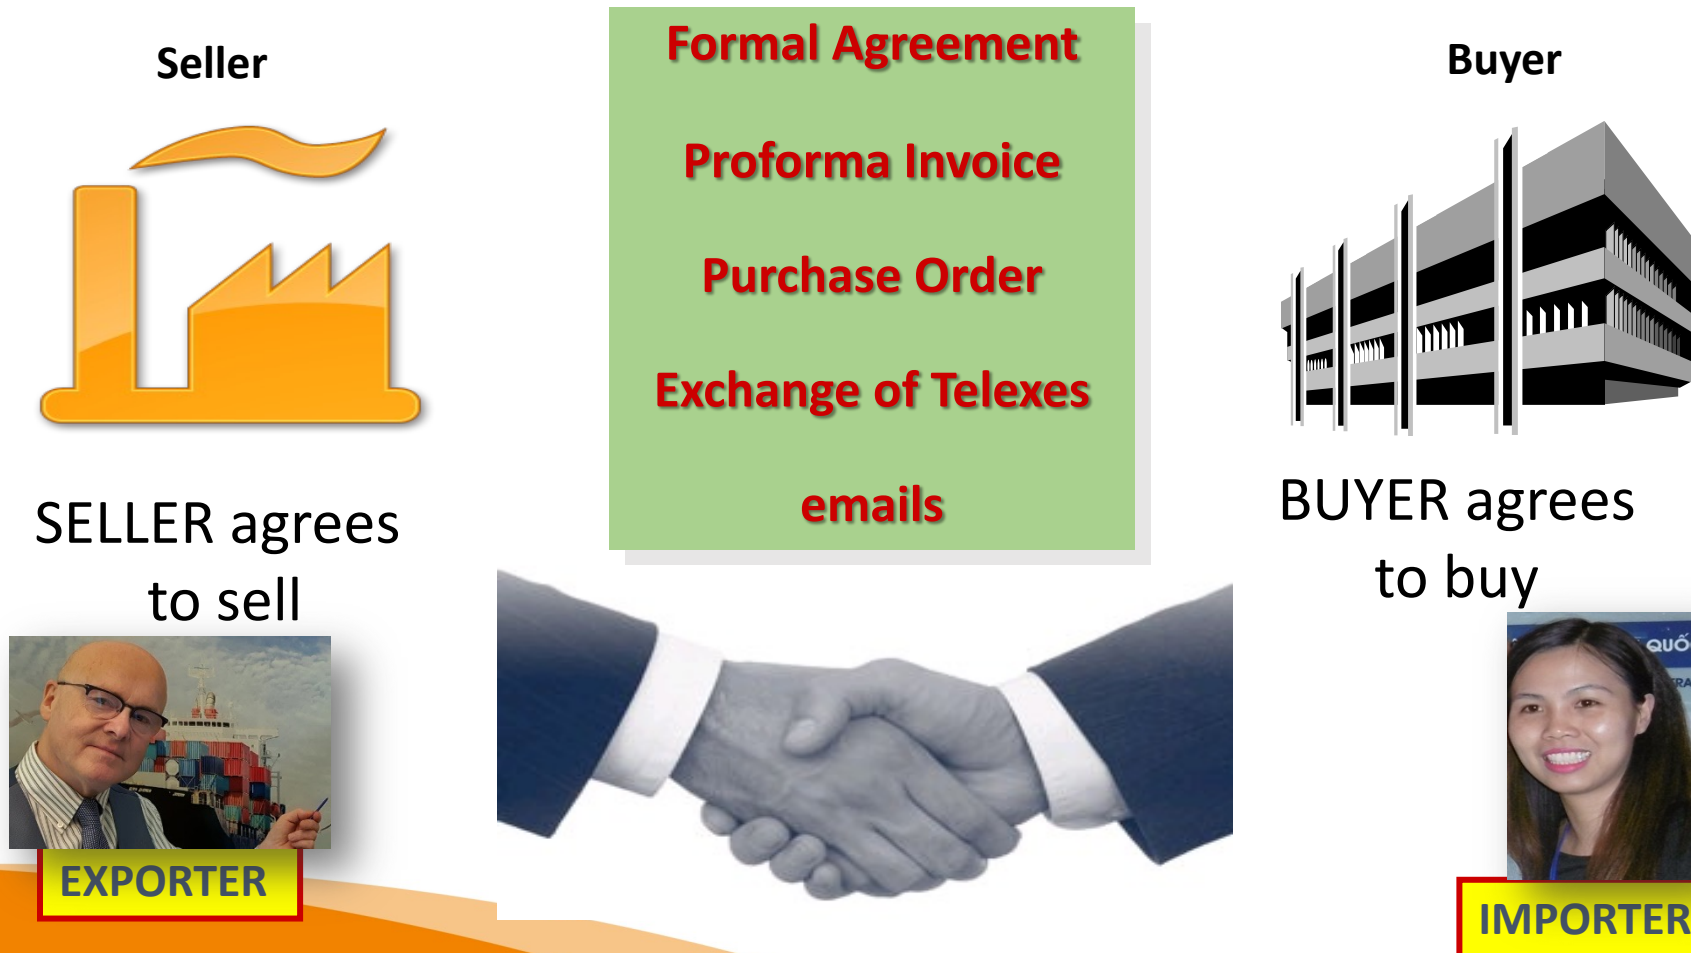 Seller
Formal Agreement
Proforma Invoice
Purchase Order
Exchange of Telexes
emails
Buyer
SELLER agrees
to sell
BUYER agrees
to buy
QUỐ
EXPORTER
IMPORTER